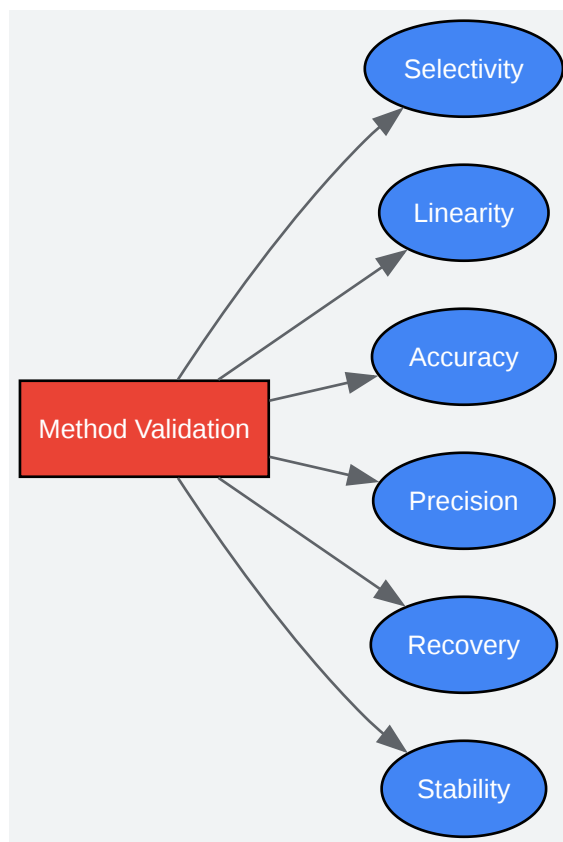 Selectivity
Linearity
Accuracy
Method Validation
Precision
Recovery
Stability